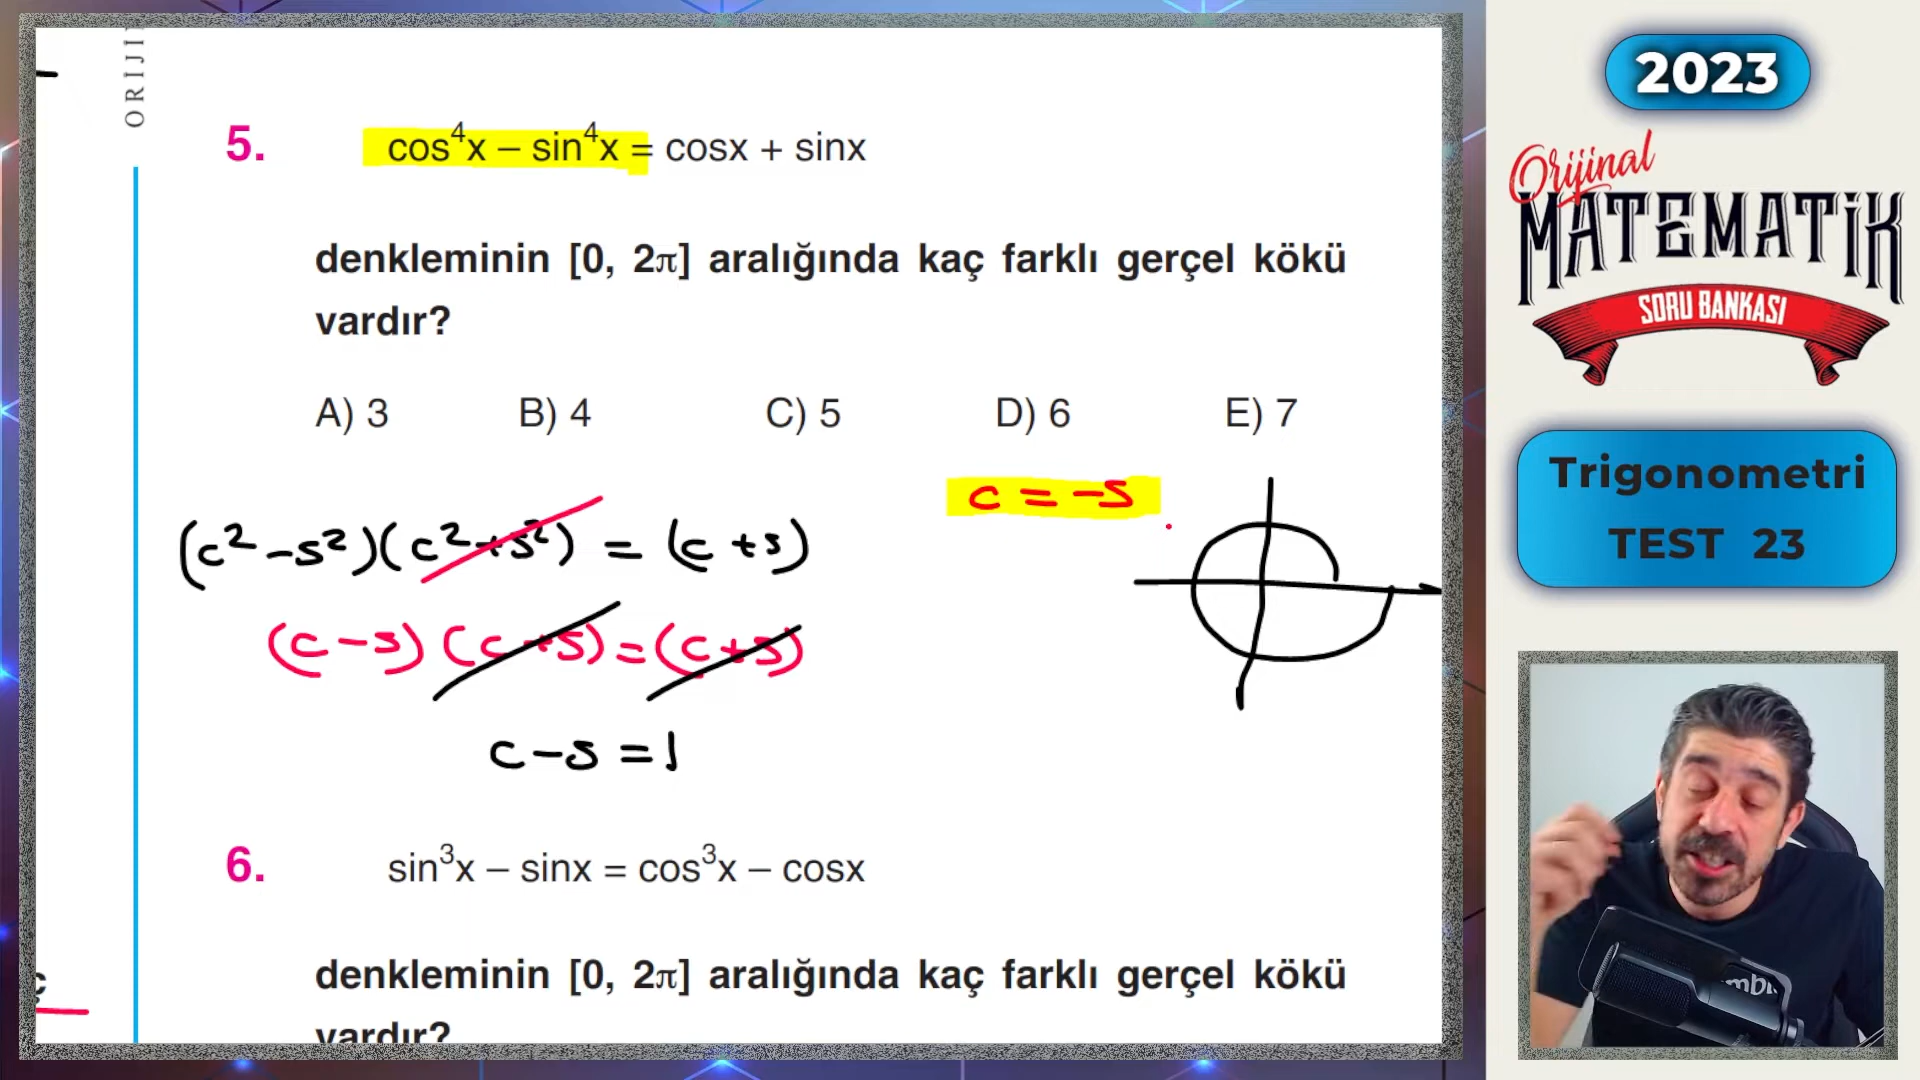 ORİJİ
5. cos⁴x – sin⁴x = cosx + sinx
denkleminin [0, 2π] aralığında kaç farklı gerçel kökü
vardır?
A) 3 B) 4 C) 5 D) 6 E) 7
c = -s
(c² - s²)(c² + s²) = (c + s)
(c - s)(c + s) = (c + s)
c - s = 1
6. sin³x – sinx = cos³x – cosx
denkleminin [0, 2π] aralığında kaç farklı gerçel kökü
vardır?
2023
Orijinal
MATEMATİK
SORU BANKASI
Trigonometri
TEST 23